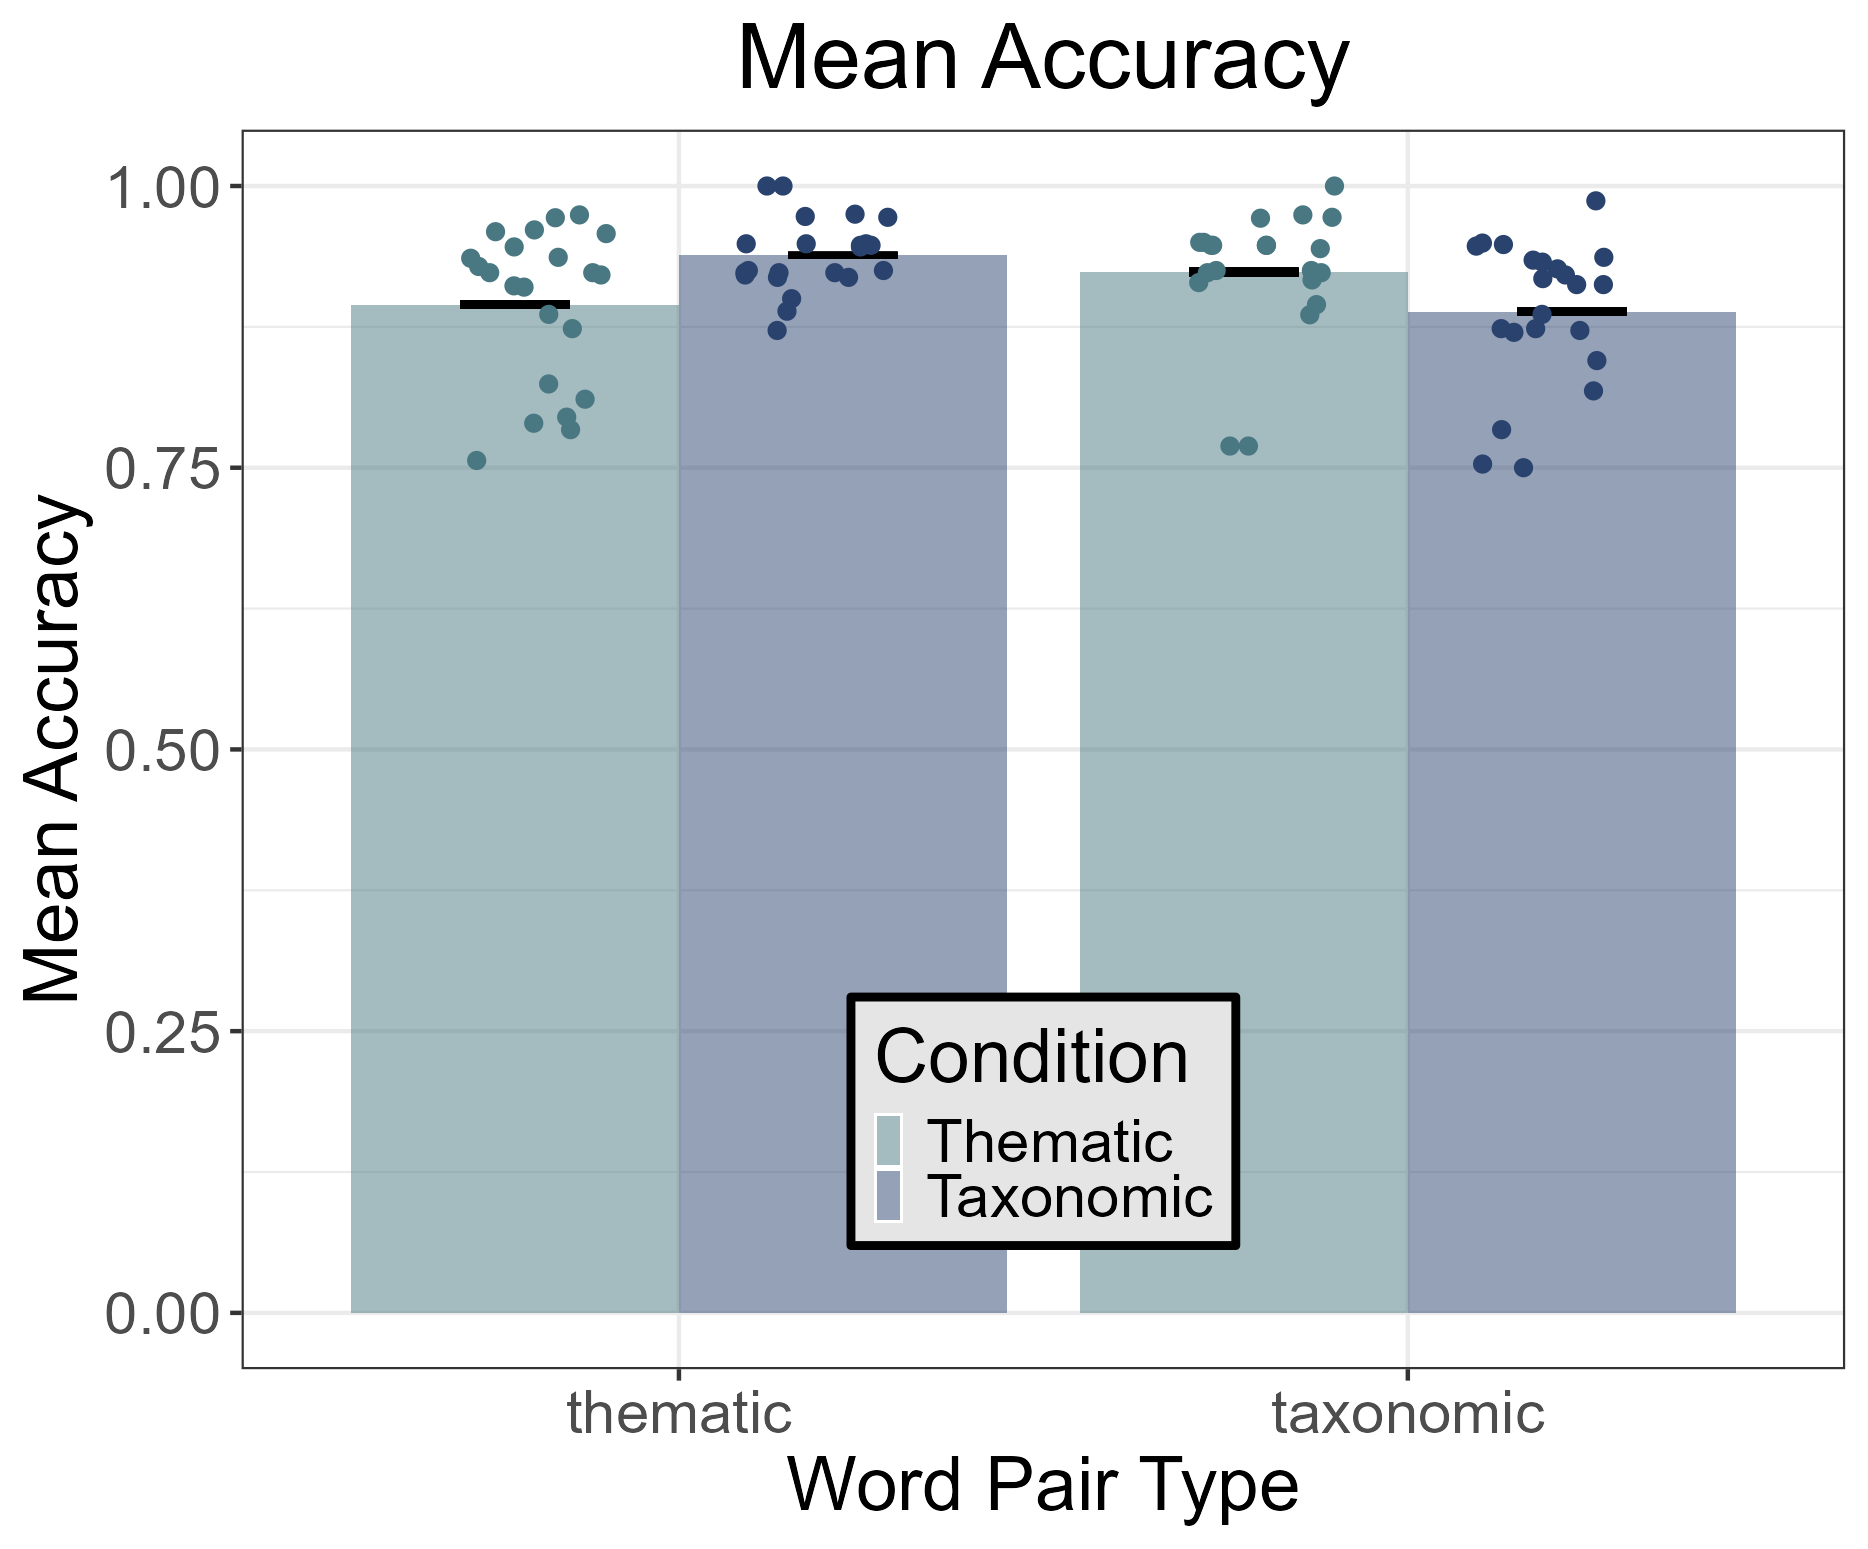 Mean Accuracy
Mean Accuracy
1.00
0.75
0.50
0.25
0.00
Condition
Thematic
Taxonomic
thematic
taxonomic
Word Pair Type